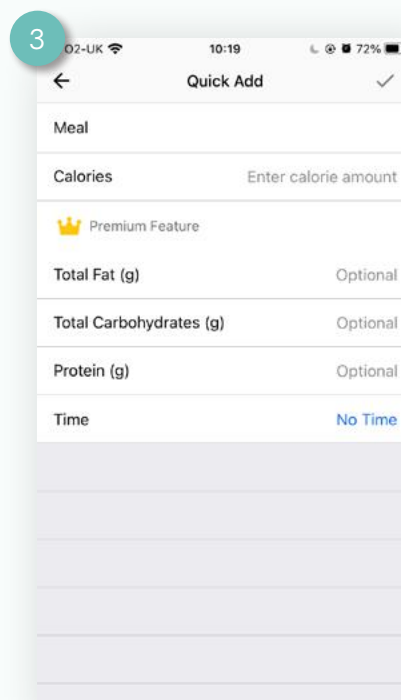 3
O2-UK 10:19 72%
Quick Add
Meal
Calories Enter calorie amount
Premium Feature
Total Fat (g) Optional
Total Carbohydrates (g) Optional
Protein (g) Optional
Time No Time